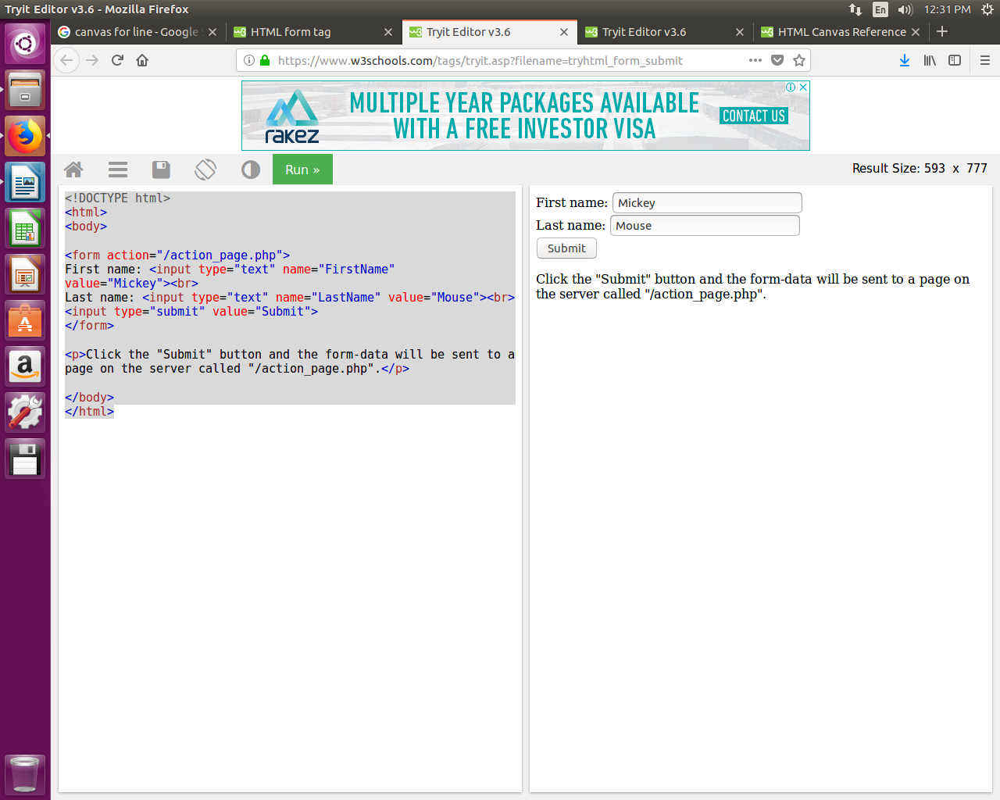 Tryit Editor v3.6 - Mozilla Firefox
En
12:31 PM
canvas for line - Google
HTML form tag
Tryit Editor v3.6
Tryit Editor v3.6
HTML Canvas Reference
https://www.w3schools.com/tags/tryit.asp?filename=tryhtml_form_submit
rakez
MULTIPLE YEAR PACKAGES AVAILABLE
WITH A FREE INVESTOR VISA
CONTACT US
Run »
Result Size: 593 x 777
<!DOCTYPE html>
<html>
<body>
<form action="/action_page.php">
First name: <input type="text" name="FirstName"
value="Mickey"><br>
Last name: <input type="text" name="LastName" value="Mouse"><br>
<input type="submit" value="Submit">
</form>
<p>Click the "Submit" button and the form-data will be sent to a
page on the server called "/action_page.php".</p>
</body>
</html>
First name: Mickey
Last name: Mouse
Submit
Click the "Submit" button and the form-data will be sent to a page on
the server called "/action_page.php".